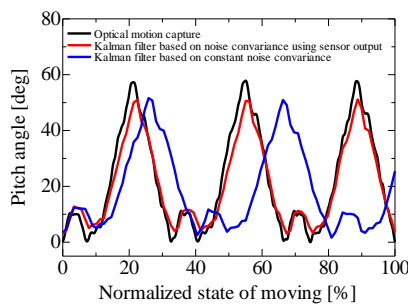 80
60
40
20
0
Pitch angle [deg]
Optical motion capture
Kalman filter based on noise convariance using sensor output
Kalman filter based on constant noise convariance
0 20 40 60 80 100
Normalized state of moving [%]